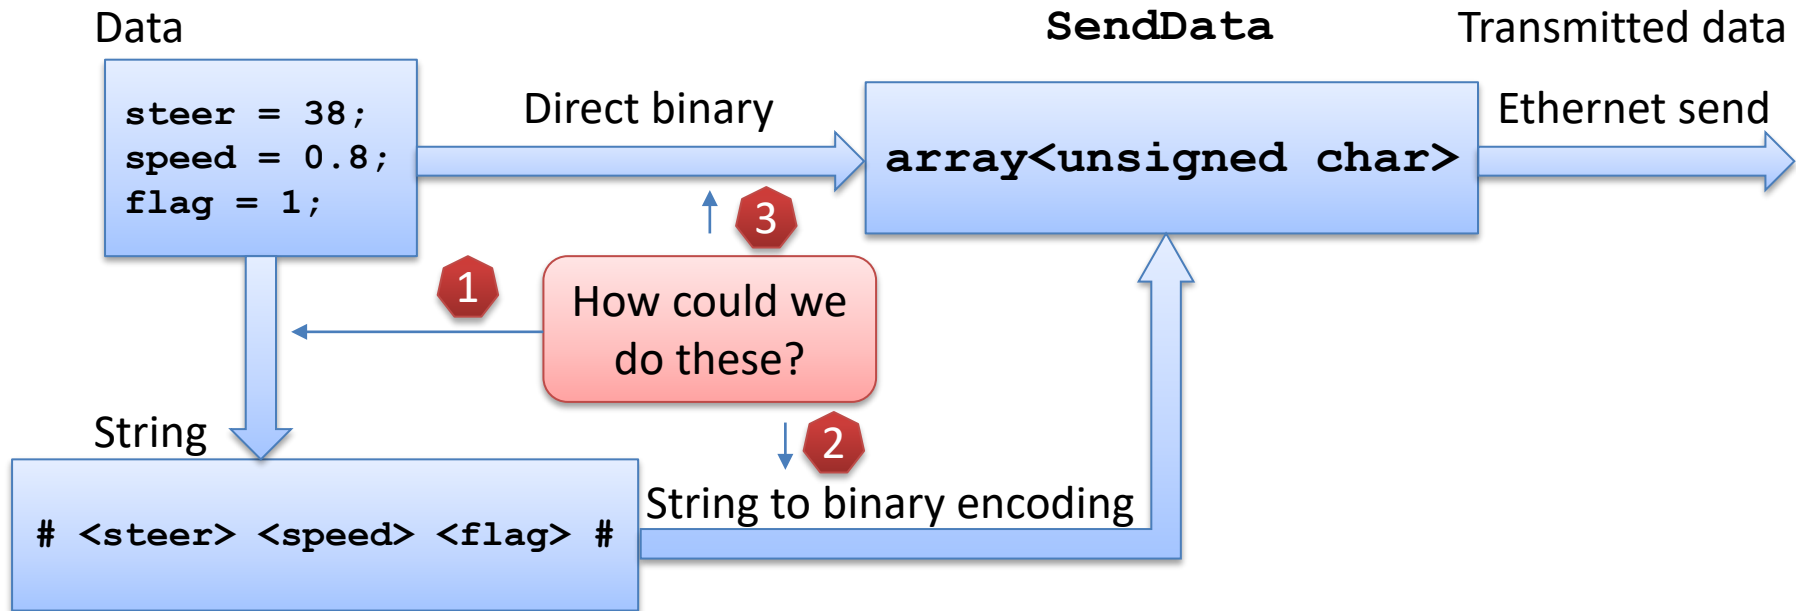 Data
SendData
Transmitted data
steer = 38;
speed = 0.8;
flag = 1;
Direct binary
array<unsigned char>
Ethernet send
3
1
How could we
do these?
2
String
String to binary encoding
# <steer> <speed> <flag> #